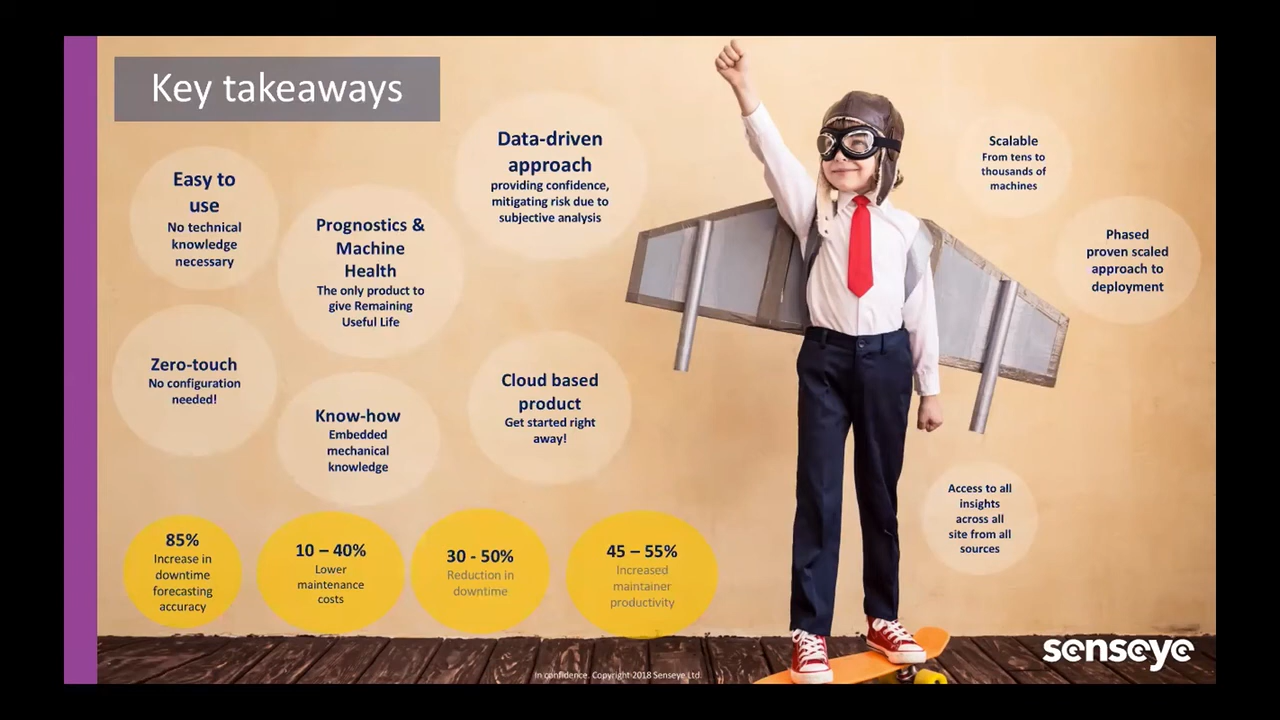 Key takeaways
Easy to
use
No technical
knowledge
necessary
Prognostics &
Machine
Health
The only product to
give Remaining
Useful Life
Data-driven
approach
providing confidence,
mitigating risk due to
subjective analysis
Scalable
From tens to
thousands of
machines
Phased
proven scaled
approach to
deployment
Zero-touch
No configuration
needed!
Know-how
Embedded
mechanical
knowledge
Cloud based
product
Get started right
away!
Access to all
insights
across all
site from all
sources
85%
Increase in
downtime
forecasting
accuracy
10 – 40%
Lower
maintenance
costs
30 - 50%
Reduction in
downtime
45 – 55%
Increased
maintainer
productivity
senseye
In confidence. Copyright 2018 Senseye Ltd.